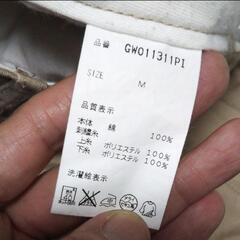 品番 GW011311PI
SIZE
M
品質表示
本体 綿 100%
刺繍糸
上糸 ポリエステル 100%
下糸 ポリエステル 100%
洗濯絵表示